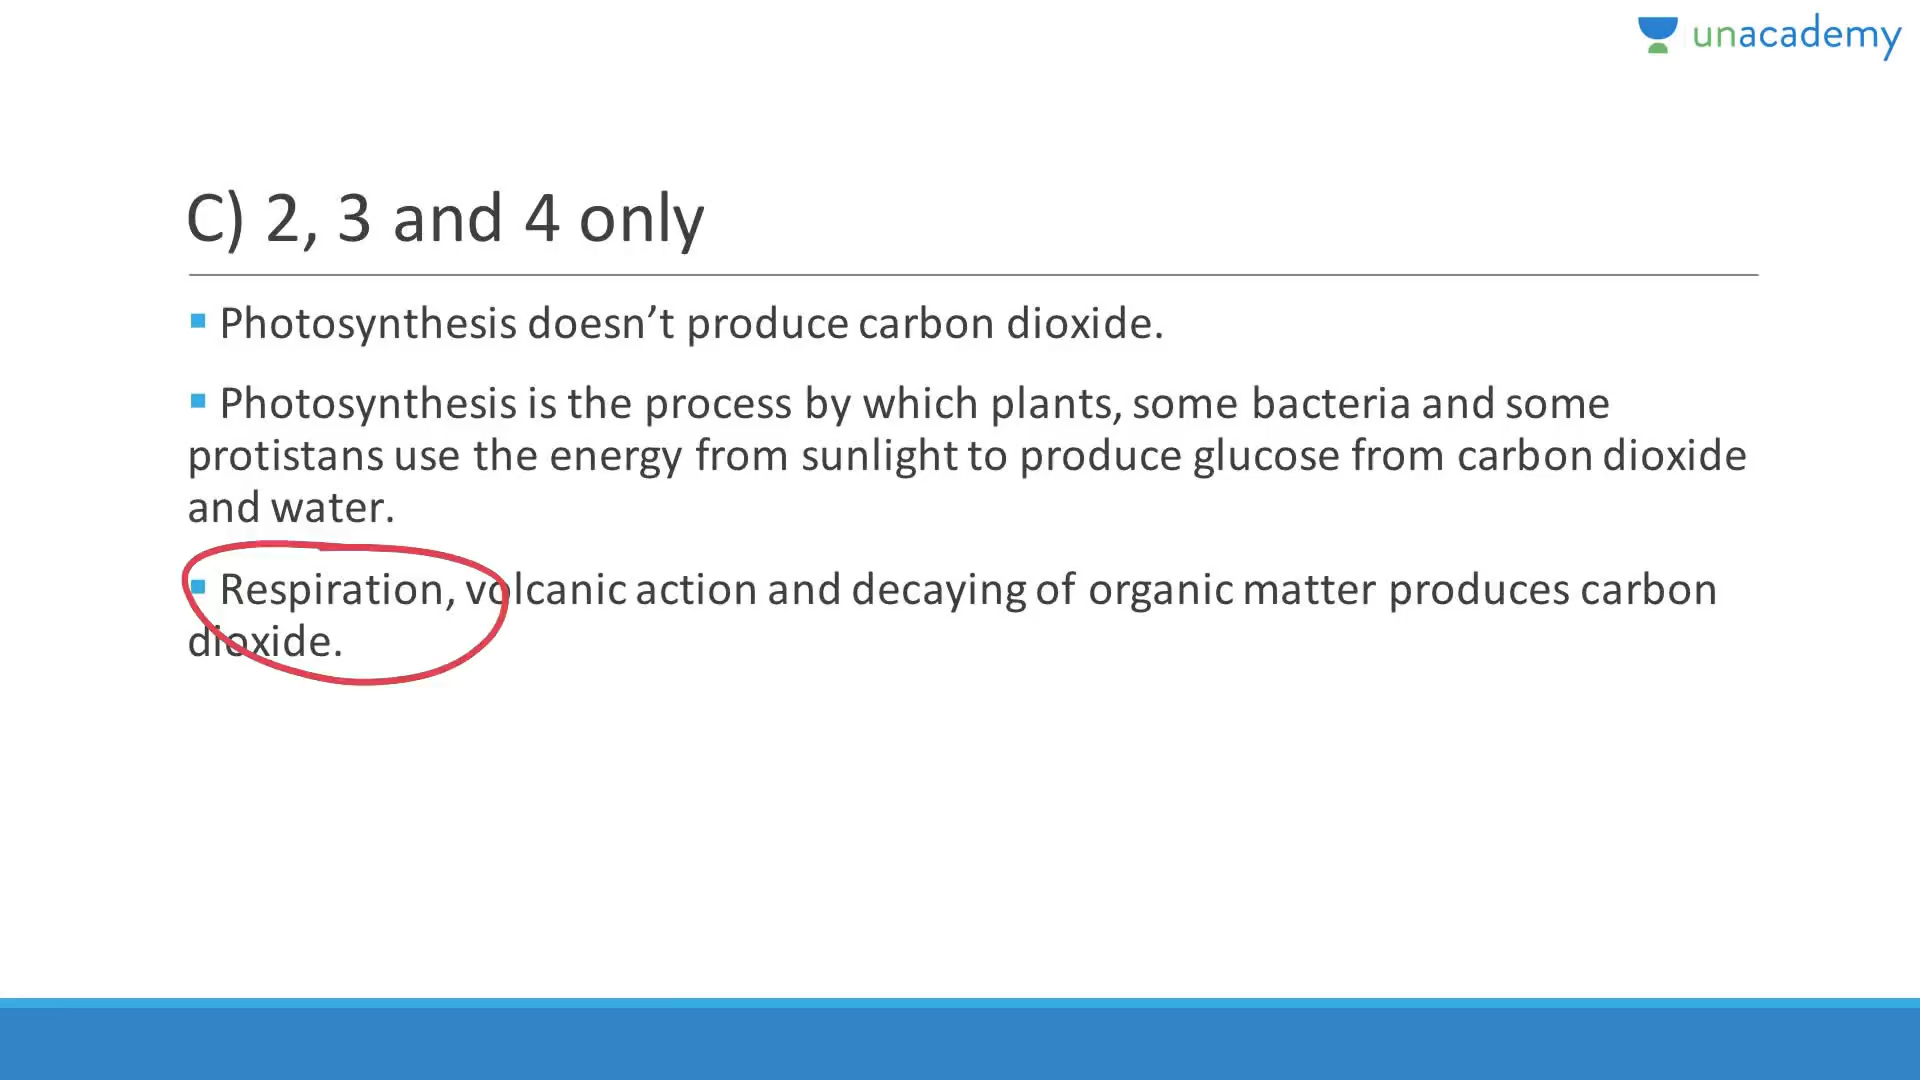 unacademy
C) 2, 3 and 4 only
Photosynthesis doesn’t produce carbon dioxide.
Photosynthesis is the process by which plants, some bacteria and some
protistans use the energy from sunlight to produce glucose from carbon dioxide
and water.
Respiration, volcanic action and decaying of organic matter produces carbon
dioxide.